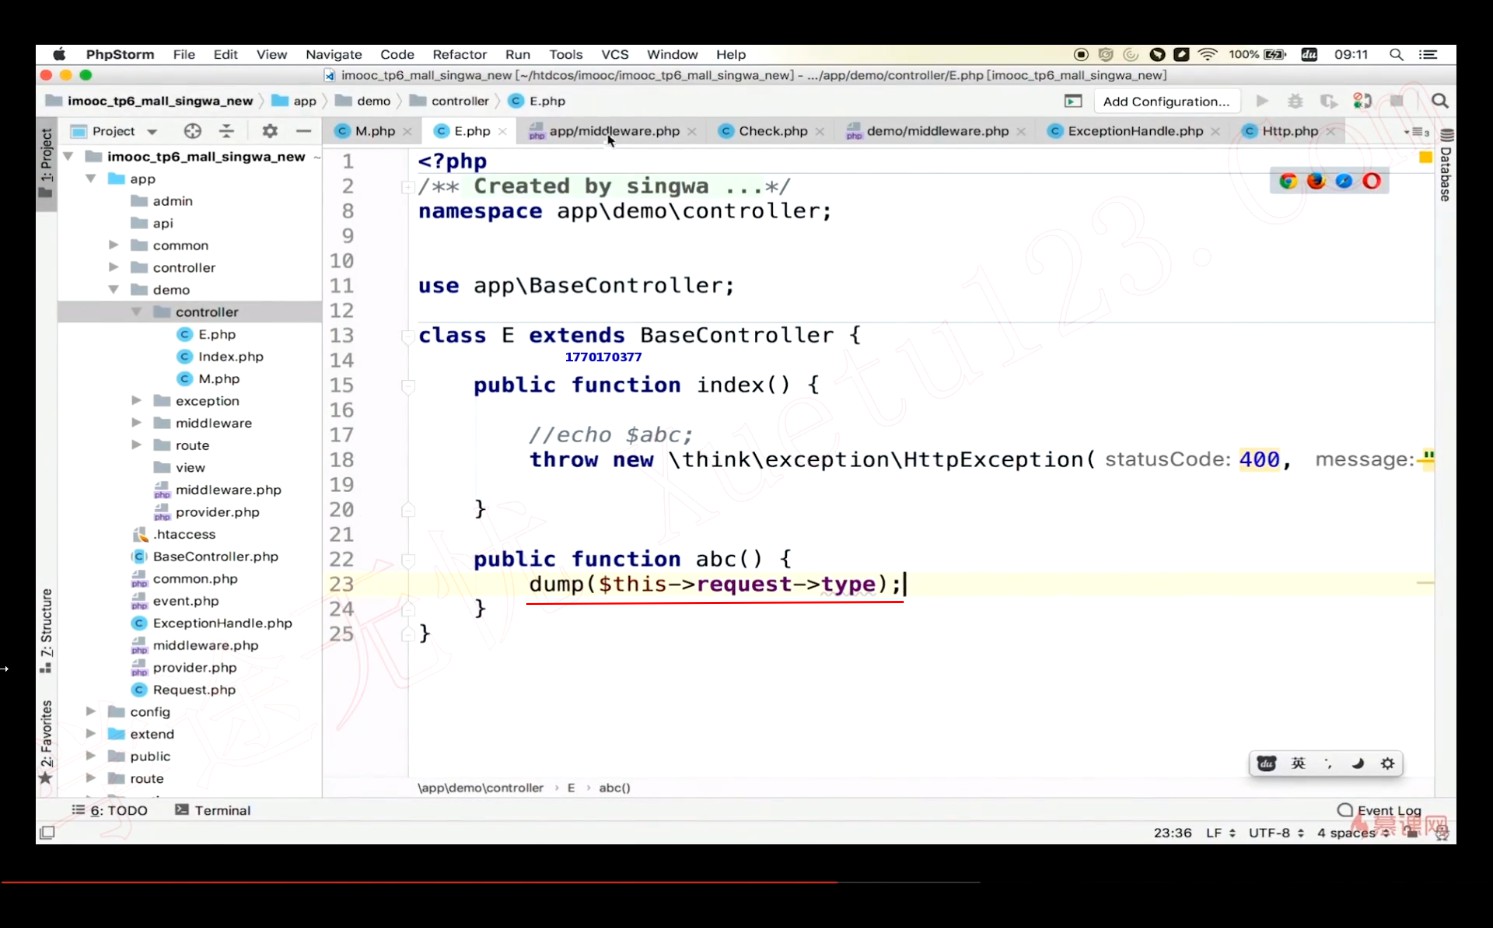 PhpStorm File Edit View Navigate Code Refactor Run Tools VCS Window Help 100% du 09:11
imooc_tp6_mall_singwa_new [~/htdcos/imooc/imooc_tp6_mall_singwa_new] - .../app/demo/controller/E.php [imooc_tp6_mall_singwa_new]
imooc_tp6_mall_singwa_new app demo controller E.php Add Configuration...
Project M.php E.php app/middleware.php Check.php demo/middleware.php ExceptionHandle.php Http.php
1: Project
7: Structure
2: Favorites
Database
imooc_tp6_mall_singwa_new
app
admin
api
common
controller
demo
controller
E.php
Index.php
M.php
exception
middleware
route
view
middleware.php
provider.php
.htaccess
BaseController.php
common.php
event.php
ExceptionHandle.php
middleware.php
provider.php
Request.php
config
extend
public
route
1 <?php
2 /** Created by singwa ...*/
8 namespace app\demo\controller;
9
10
11 use app\BaseController;
12
13 class E extends BaseController {
1770170377
14
15 public function index() {
16
17 //echo $abc;
18 throw new \think\exception\HttpException( statusCode: 400, message: "
19
20 }
21
22 public function abc() {
23 dump($this->request->type);
24 }
25 }
du 英
\app\demo\controller › E › abc()
6: TODO Terminal Event Log
慕课网
23:36 LF UTF-8 4 spaces
xuetu123.com